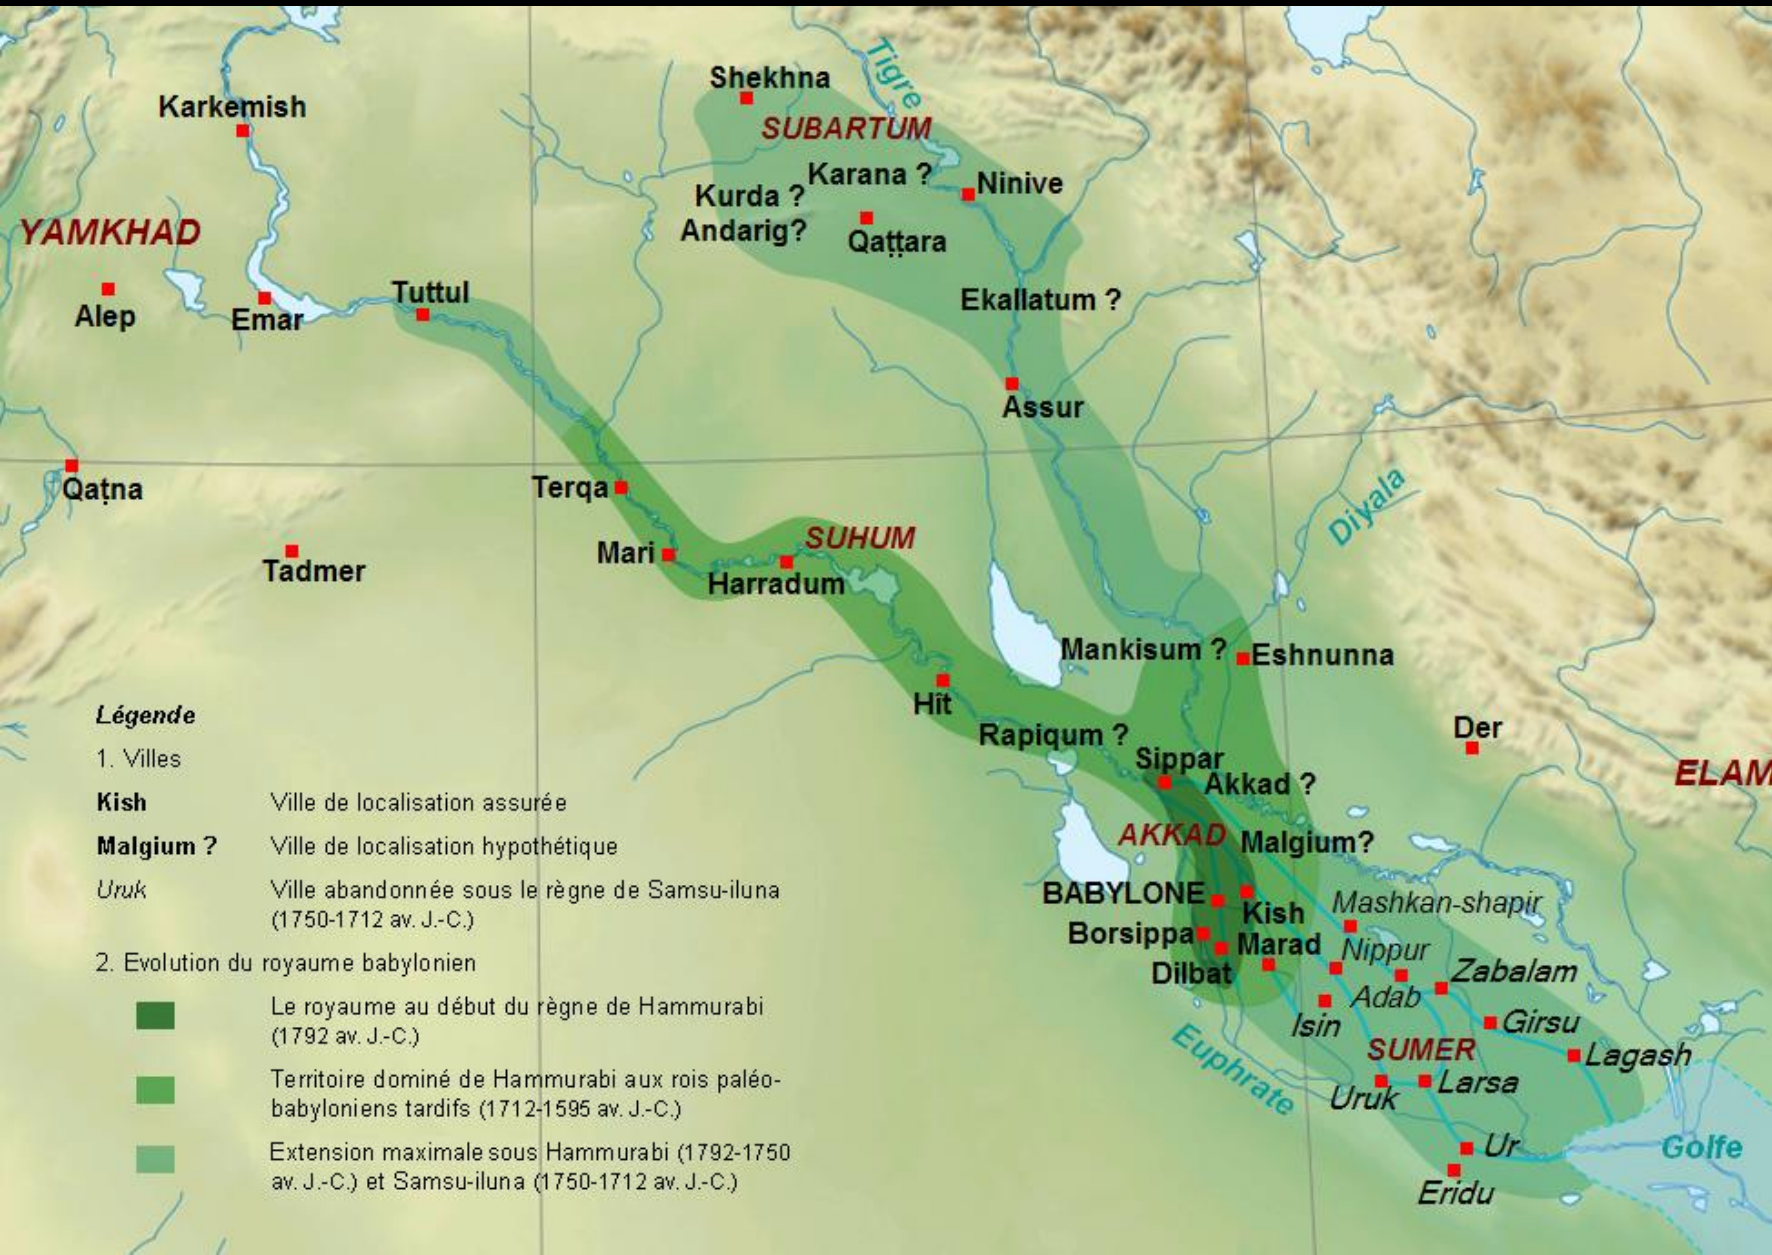 Shekhna
Tigre
Karkemish
SUBARTUM
Karana ?
Ninive
Kurda ?
YAMKHAD
Andarig?
Qaṭṭara
Tuttul
Ekallatum ?
Alep
Emar
Assur
Qaṭna
Terqa
Diyala
SUHUM
Mari
Tadmer
Harradum
Mankisum ?
Eshnunna
Hît
Rapiqum ?
Der
Sippar
ELAM
Akkad ?
AKKAD
Malgium?
BABYLONE
Kish
Mashkan-shapir
Borsippa
Marad
Nippur
Dilbat
Zabalam
Adab
Isin
Girsu
Euphrate
SUMER
Lagash
Uruk
Larsa
Ur
Golfe
Eridu
Légende
1. Villes
Kish Ville de localisation assurée
Malgium ? Ville de localisation hypothétique
Uruk Ville abandonnée sous le règne de Samsu-iluna
(1750-1712 av. J.-C.)
2. Evolution du royaume babylonien
Le royaume au début du règne de Hammurabi
(1792 av. J.-C.)
Territoire dominé de Hammurabi aux rois paléo-
babyloniens tardifs (1712-1595 av. J.-C.)
Extension maximale sous Hammurabi (1792-1750
av. J.-C.) et Samsu-iluna (1750-1712 av. J.-C.)